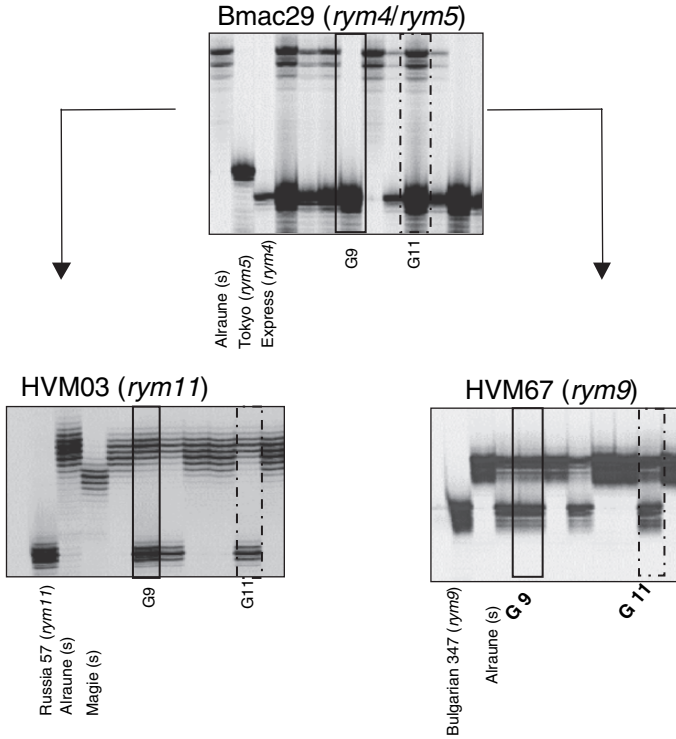 Bmac29 (rym4/rym5)
Alraune (s)
Tokyo (rym5)
Express (rym4)
G9
G11
HVM03 (rym11)
Russia 57 (rym11)
Alraune (s)
Magie (s)
G9
G11
HVM67 (rym9)
Bulgarian 347 (rym9)
Alraune (s)
G 9
G 11